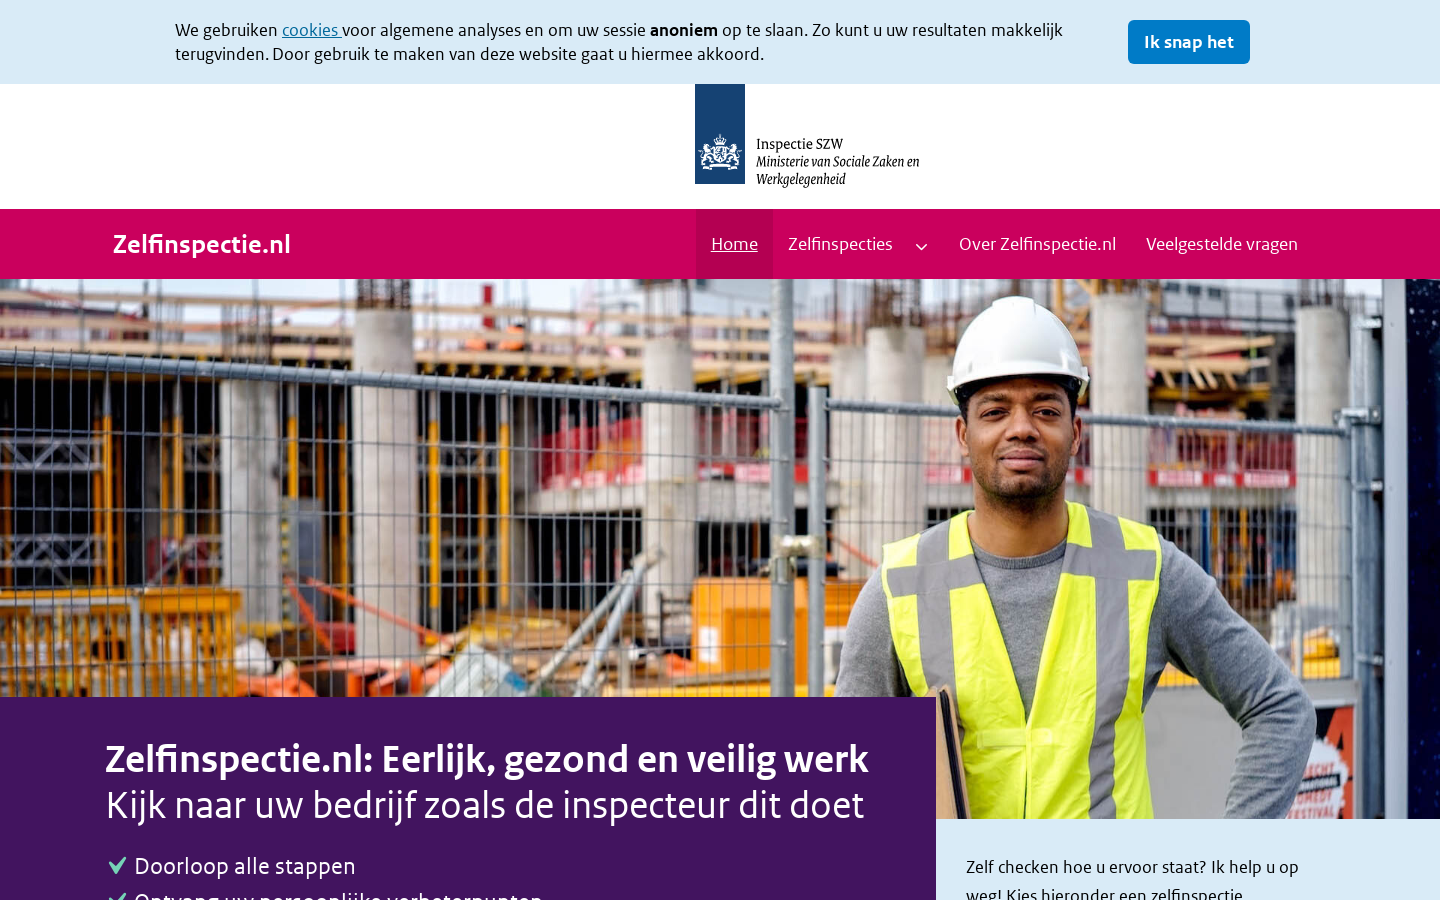 We gebruiken cookies voor algemene analyses en om uw sessie anoniem op te slaan. Zo kunt u uw resultaten makkelijk
terugvinden. Door gebruik te maken van deze website gaat u hiermee akkoord.
Ik snap het
Inspectie SZW
Ministerie van Sociale Zaken en
Werkgelegenheid
Zelfinspectie.nl
Home
Zelfinspecties
Over Zelfinspectie.nl
Veelgestelde vragen
Zelfinspectie.nl: Eerlijk, gezond en veilig werk
Kijk naar uw bedrijf zoals de inspecteur dit doet
Doorloop alle stappen
Ontvang uw persoonlijke verbeterpunten
Zelf checken hoe u ervoor staat? Ik help u op
weg! Kies hieronder een zelfinspectie